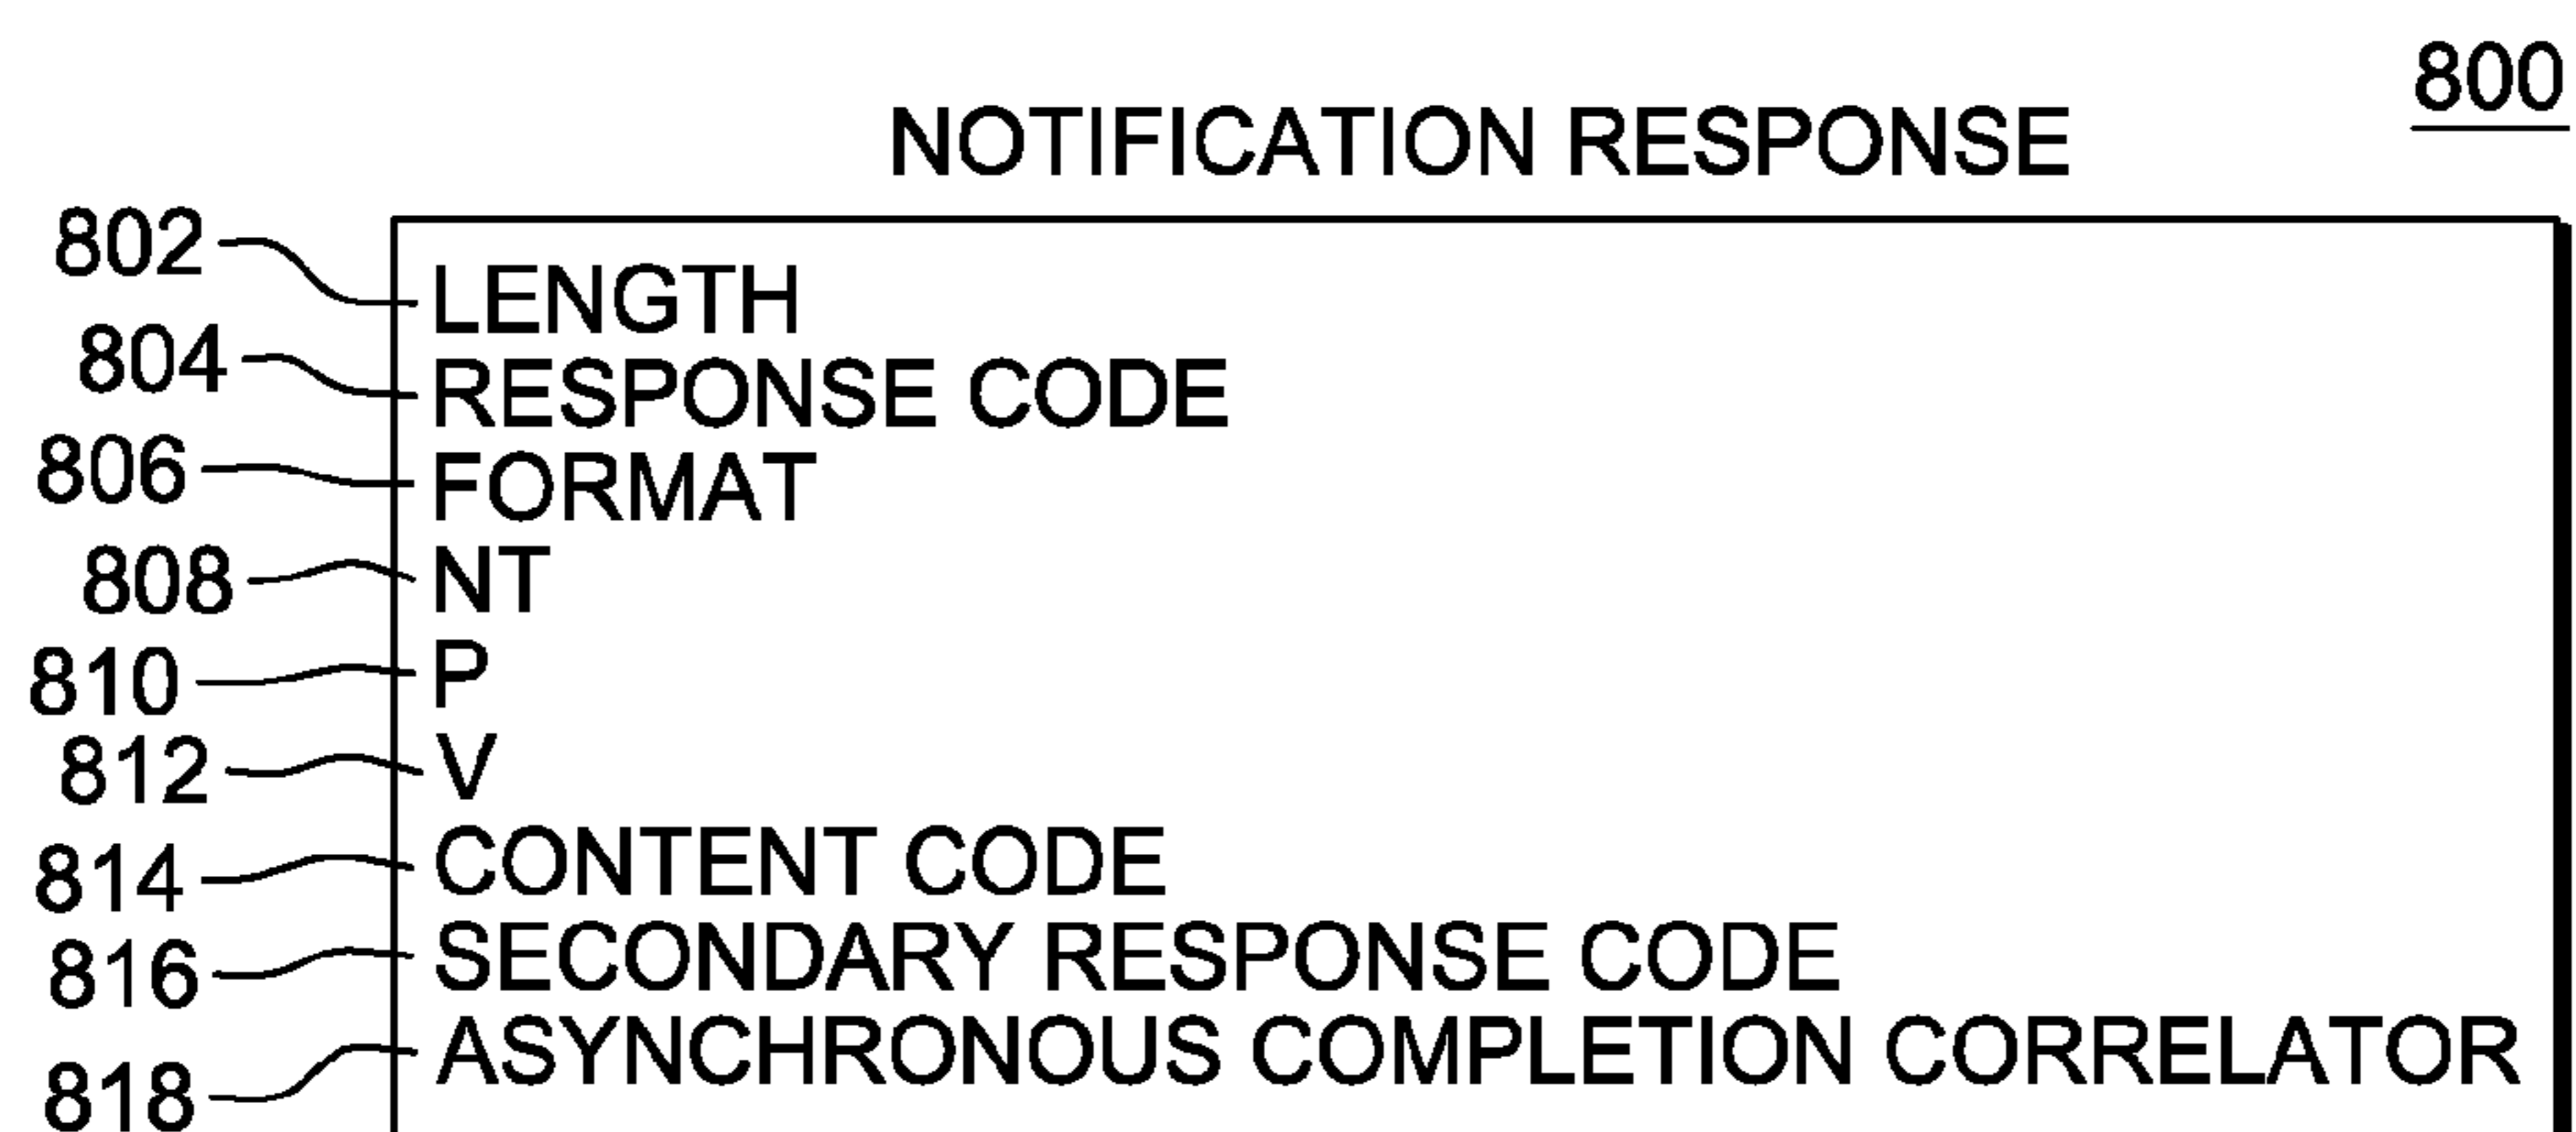 800
NOTIFICATION RESPONSE
802 LENGTH
804 RESPONSE CODE
806 FORMAT
808 NT
810 P
812 V
814 CONTENT CODE
816 SECONDARY RESPONSE CODE
818 ASYNCHRONOUS COMPLETION CORRELATOR